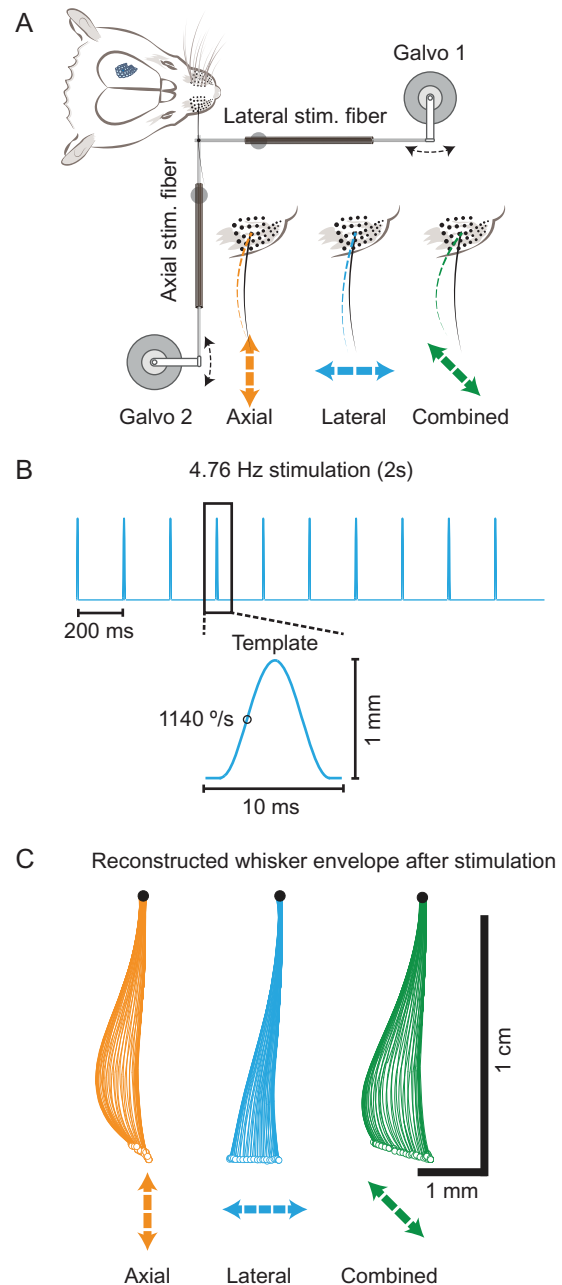 A
Galvo 1
Lateral stim. fiber
Axial stim. fiber
Galvo 2
Axial
Lateral
Combined
B
4.76 Hz stimulation (2s)
200 ms
Template
1140 º/s
1 mm
10 ms
C
Reconstructed whisker envelope after stimulation
1 cm
1 mm
Axial
Lateral
Combined